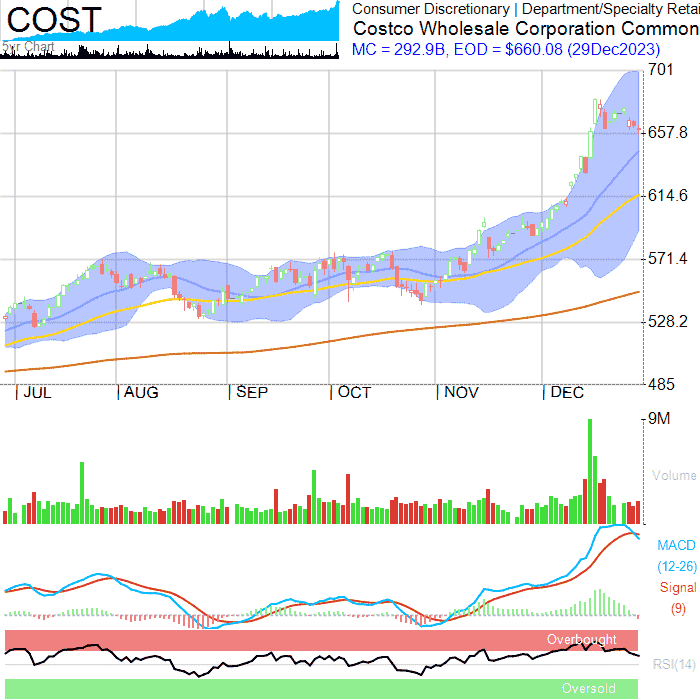 COST
5yr Chart
Consumer Discretionary | Department/Specialty Retai
Costco Wholesale Corporation Common
MC = 292.9B, EOD = $660.08 (29Dec2023)
701
657.8
614.6
571.4
528.2
485
|JUL |AUG |SEP |OCT |NOV |DEC
9M
Volume
MACD
(12-26)
Signal
(9)
Overbought
RSI(14)
Oversold